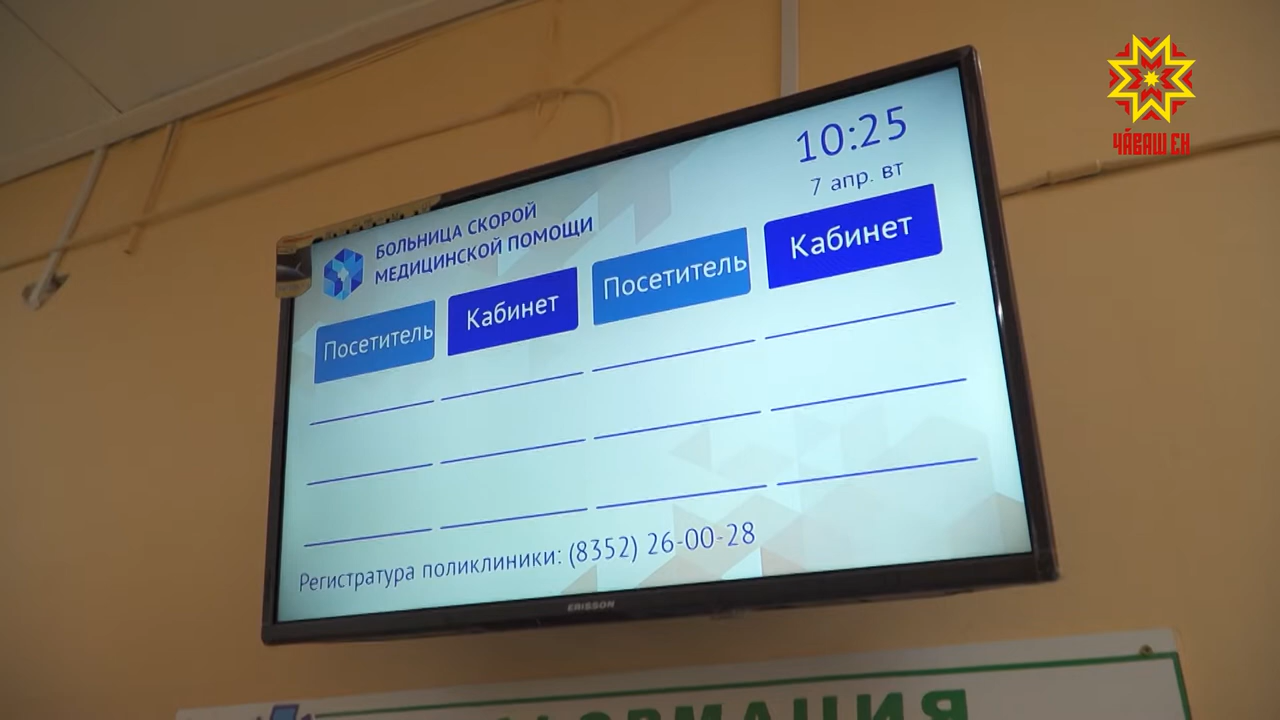 ЧӐВАШ ЕН
10:25
7 апр. вт
БОЛЬНИЦА СКОРОЙ
МЕДИЦИНСКОЙ ПОМОЩИ
Посетитель Кабинет Посетитель Кабинет
Регистратура поликлиники: (8352) 26-00-28
ERISSON